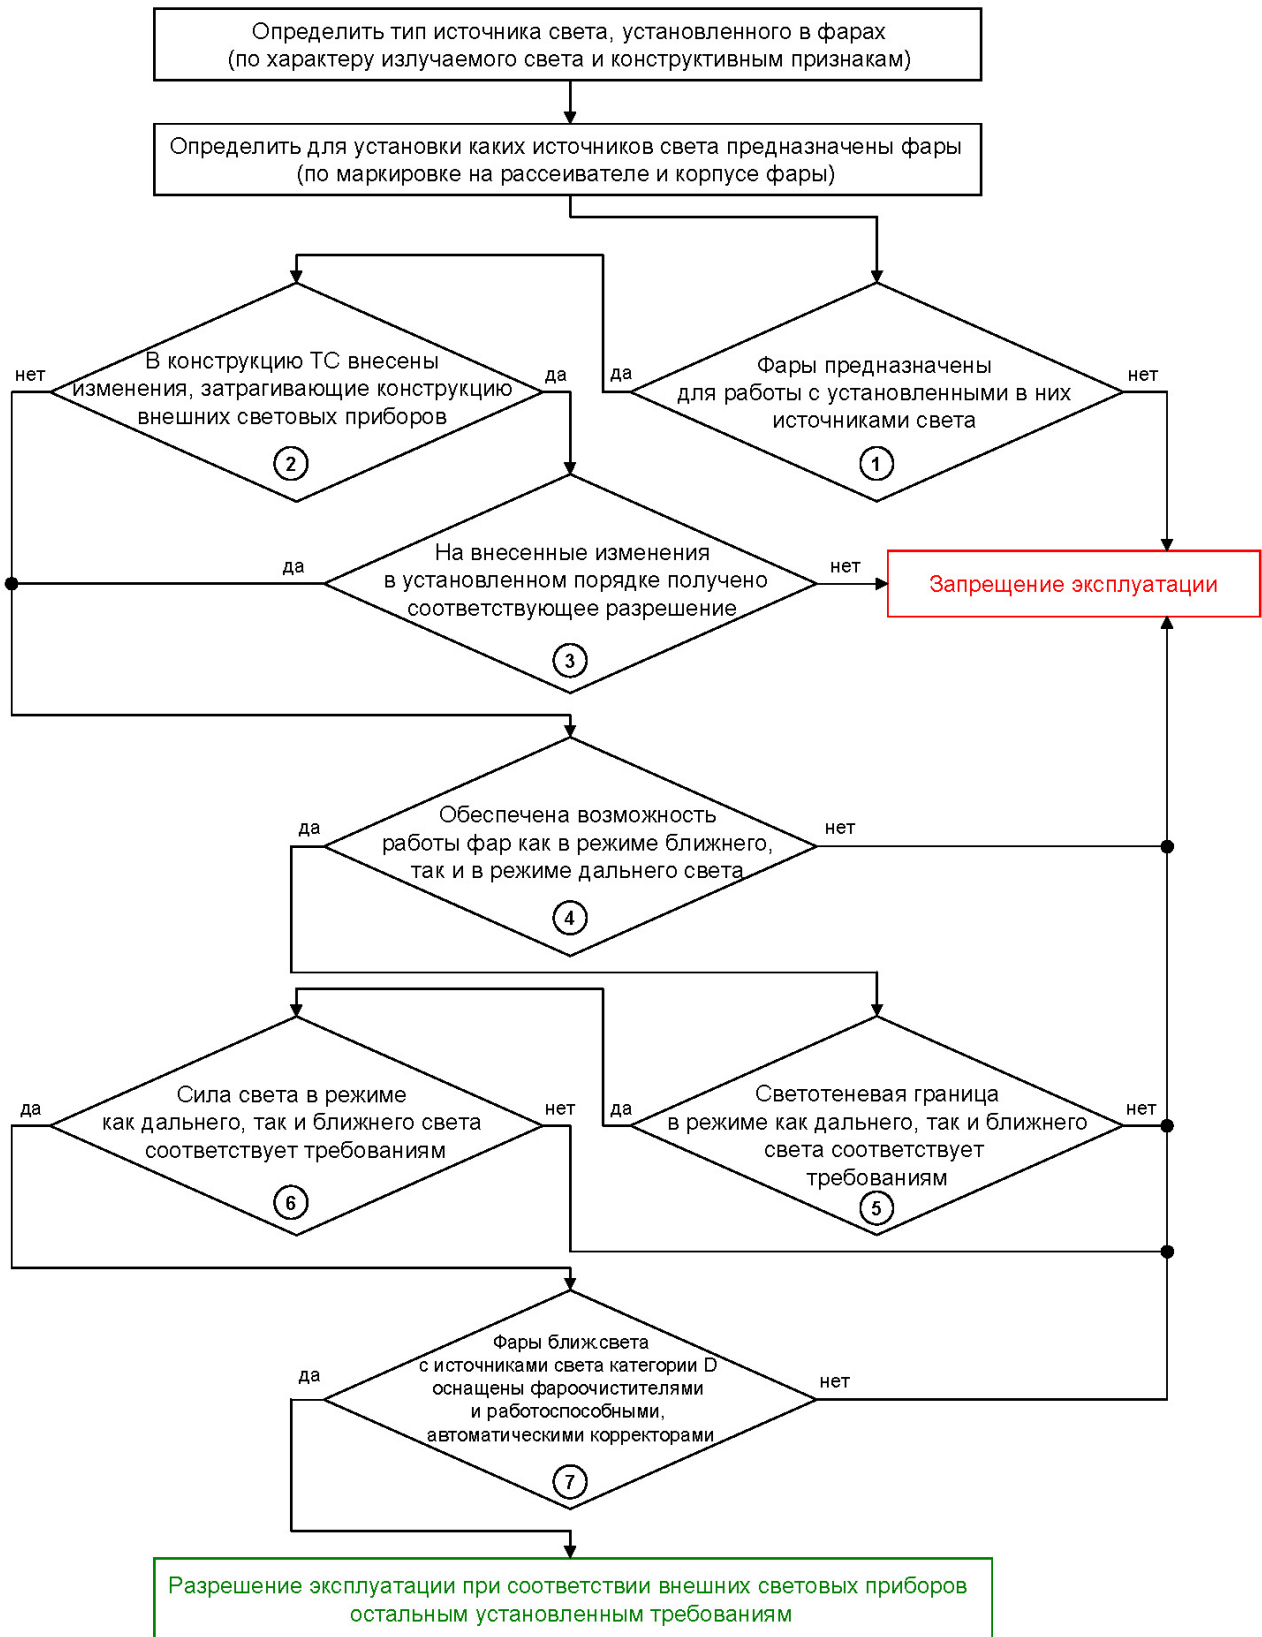 Определить тип источника света, установленного в фарах
(по характеру излучаемого света и конструктивным признакам)
Определить для установки каких источников света предназначены фары
(по маркировке на рассеивателе и корпусе фары)
нет
В конструкцию ТС внесены
изменения, затрагивающие конструкцию
внешних световых приборов
2
да
да
Фары предназначены
для работы с установленными в них
источниками света
1
нет
да
На внесенные изменения
в установленном порядке получено
соответствующее разрешение
3
нет
Запрещение эксплуатации
да
Обеспечена возможность
работы фар как в режиме ближнего,
так и в режиме дальнего света
4
нет
да
Сила света в режиме
как дальнего, так и ближнего света
соответствует требованиям
6
нет
да
Светотеневая граница
в режиме как дальнего, так и ближнего
света соответствует
требованиям
5
нет
да
Фары ближ.света
с источниками света категории D
оснащены фароочистителями
и работоспособными,
автоматическими корректорами
7
нет
Разрешение эксплуатации при соответствии внешних световых приборов
остальным установленным требованиям